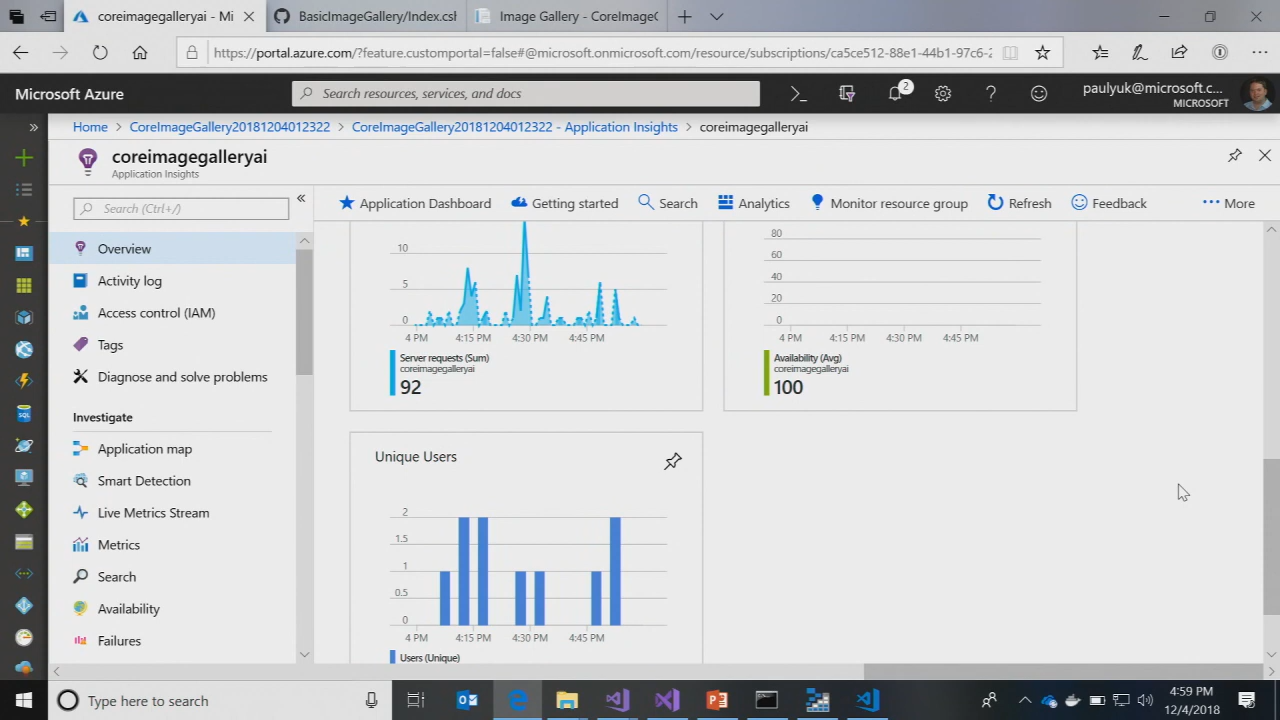 coreimagegalleryai - Mi
BasicImageGallery/Index.csh
Image Gallery - CoreImageG
https://portal.azure.com/?feature.customportal=false#@microsoft.onmicrosoft.com/resource/subscriptions/ca5ce512-88e1-44b1-97c6-2
Microsoft Azure
Search resources, services, and docs
2
paulyuk@microsoft.c...
MICROSOFT
Home > CoreImageGallery20181204012322 > CoreImageGallery20181204012322 - Application Insights > coreimagegalleryai
coreimagegalleryai
Application Insights
Search (Ctrl+/)
Application Dashboard
Getting started
Search
Analytics
Monitor resource group
Refresh
Feedback
More
Overview
Activity log
Access control (IAM)
Tags
Diagnose and solve problems
Investigate
Application map
Smart Detection
Live Metrics Stream
Metrics
Search
Availability
Failures
10
5
0
4 PM 4:15 PM 4:30 PM 4:45 PM
Server requests (Sum)
coreimagegalleryai
92
80
60
40
20
0
4 PM 4:15 PM 4:30 PM 4:45 PM
Availability (Avg)
coreimagegalleryai
100
Unique Users
2
1.5
1
0.5
0
4 PM 4:15 PM 4:30 PM 4:45 PM
Users (Unique)
SQL
Type here to search
4:59 PM
12/4/2018